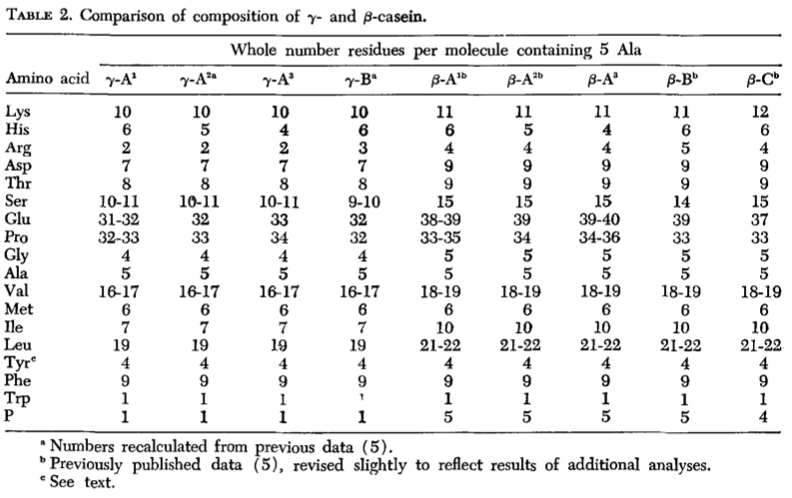 TABLE 2. Comparison of composition of γ- and β-casein.
Whole number residues per molecule containing 5 Ala
Amino acid γ-A¹ γ-A²ᵃ γ-A³ γ-Bᵃ β-A¹ᵇ β-A²ᵇ β-A³ β-Bᵇ β-Cᵇ
Lys 10 10 10 10 11 11 11 11 12
His 6 5 4 6 6 5 4 6 6
Arg 2 2 2 3 4 4 4 5 4
Asp 7 7 7 7 9 9 9 9 9
Thr 8 8 8 8 9 9 9 9 9
Ser 10-11 10-11 10-11 9-10 15 15 15 14 15
Glu 31-32 32 33 32 38-39 39 39-40 39 37
Pro 32-33 33 34 32 33-35 34 34-36 33 33
Gly 4 4 4 4 5 5 5 5 5
Ala 5 5 5 5 5 5 5 5 5
Val 16-17 16-17 16-17 16-17 18-19 18-19 18-19 18-19 18-19
Met 6 6 6 6 6 6 6 6 6
Ile 7 7 7 7 10 10 10 10 10
Leu 19 19 19 19 21-22 21-22 21-22 21-22 21-22
Tyrᶜ 4 4 4 4 4 4 4 4 4
Phe 9 9 9 9 9 9 9 9 9
Trp 1 1 1 1 1 1 1 1
P 1 1 1 1 5 5 5 5 4
ᵃ Numbers recalculated from previous data (5).
ᵇ Previously published data (5), revised slightly to reflect results of additional analyses.
ᶜ See text.